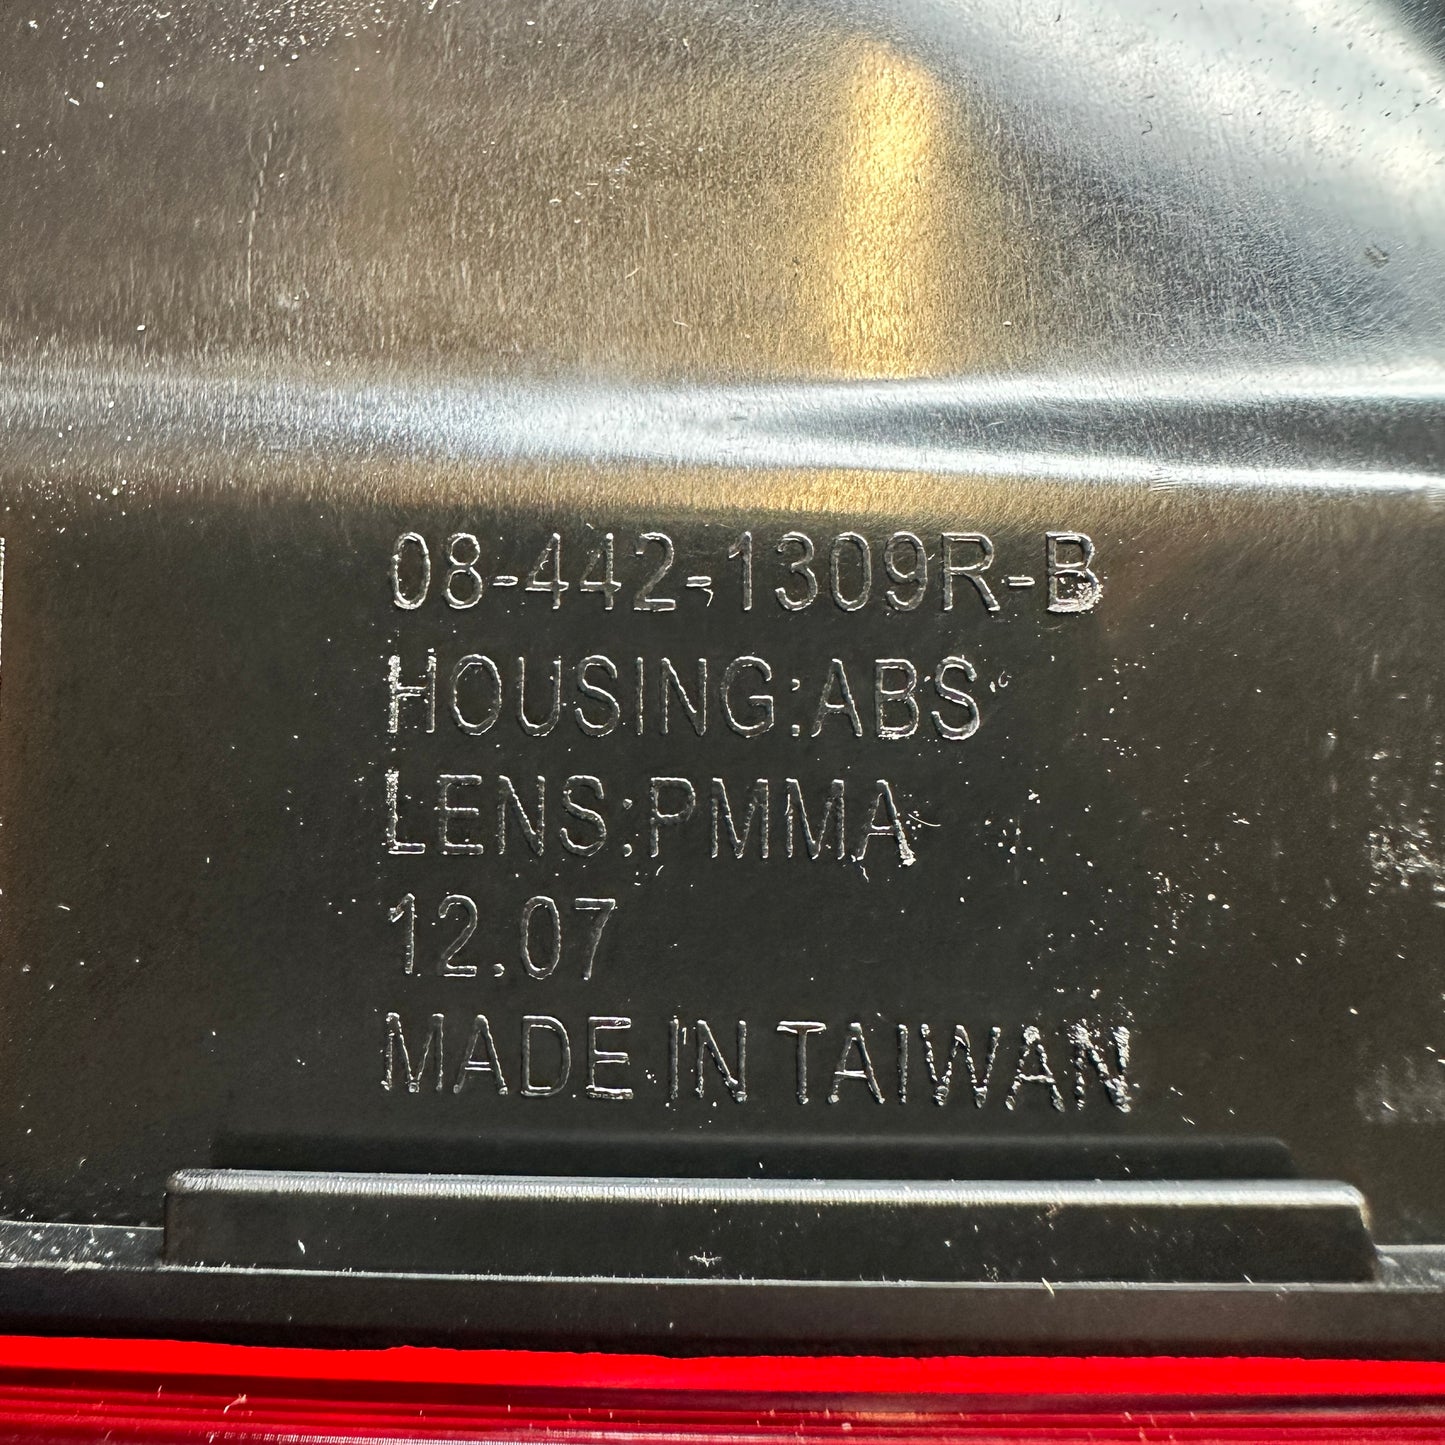 08-442-1309R-B
HOUSING:ABS
LENS:PMMA
12.07
MADE IN TAIWAN